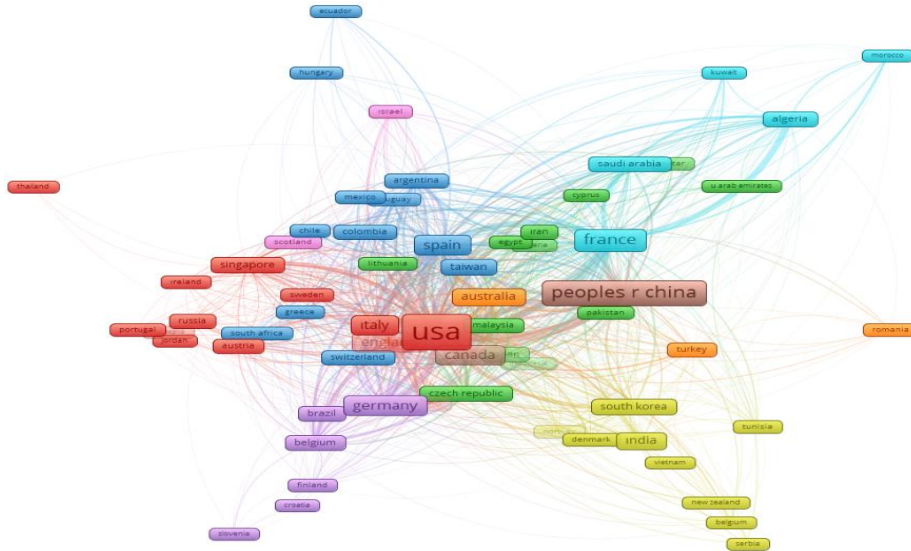 ecuador
morocco
hungary
kuwait
israel
algeria
saudi arabia
argentina
thailand
u arab emirates
cyprus
mexico
chile
colombia
iran
france
scotland
spain
egypt
lithuania
singapore
taiwan
ireland
sweden
australia
peoples r china
greece
pakistan
russia
italy
usa
malaysia
portugal
south africa
romania
jordan
austria
england
turkey
switzerland
canada
czech republic
germany
south korea
brazil
tunisia
norway
belgium
denmark
india
vietnam
finland
new zealand
croatia
belgium
slovenia
serbia